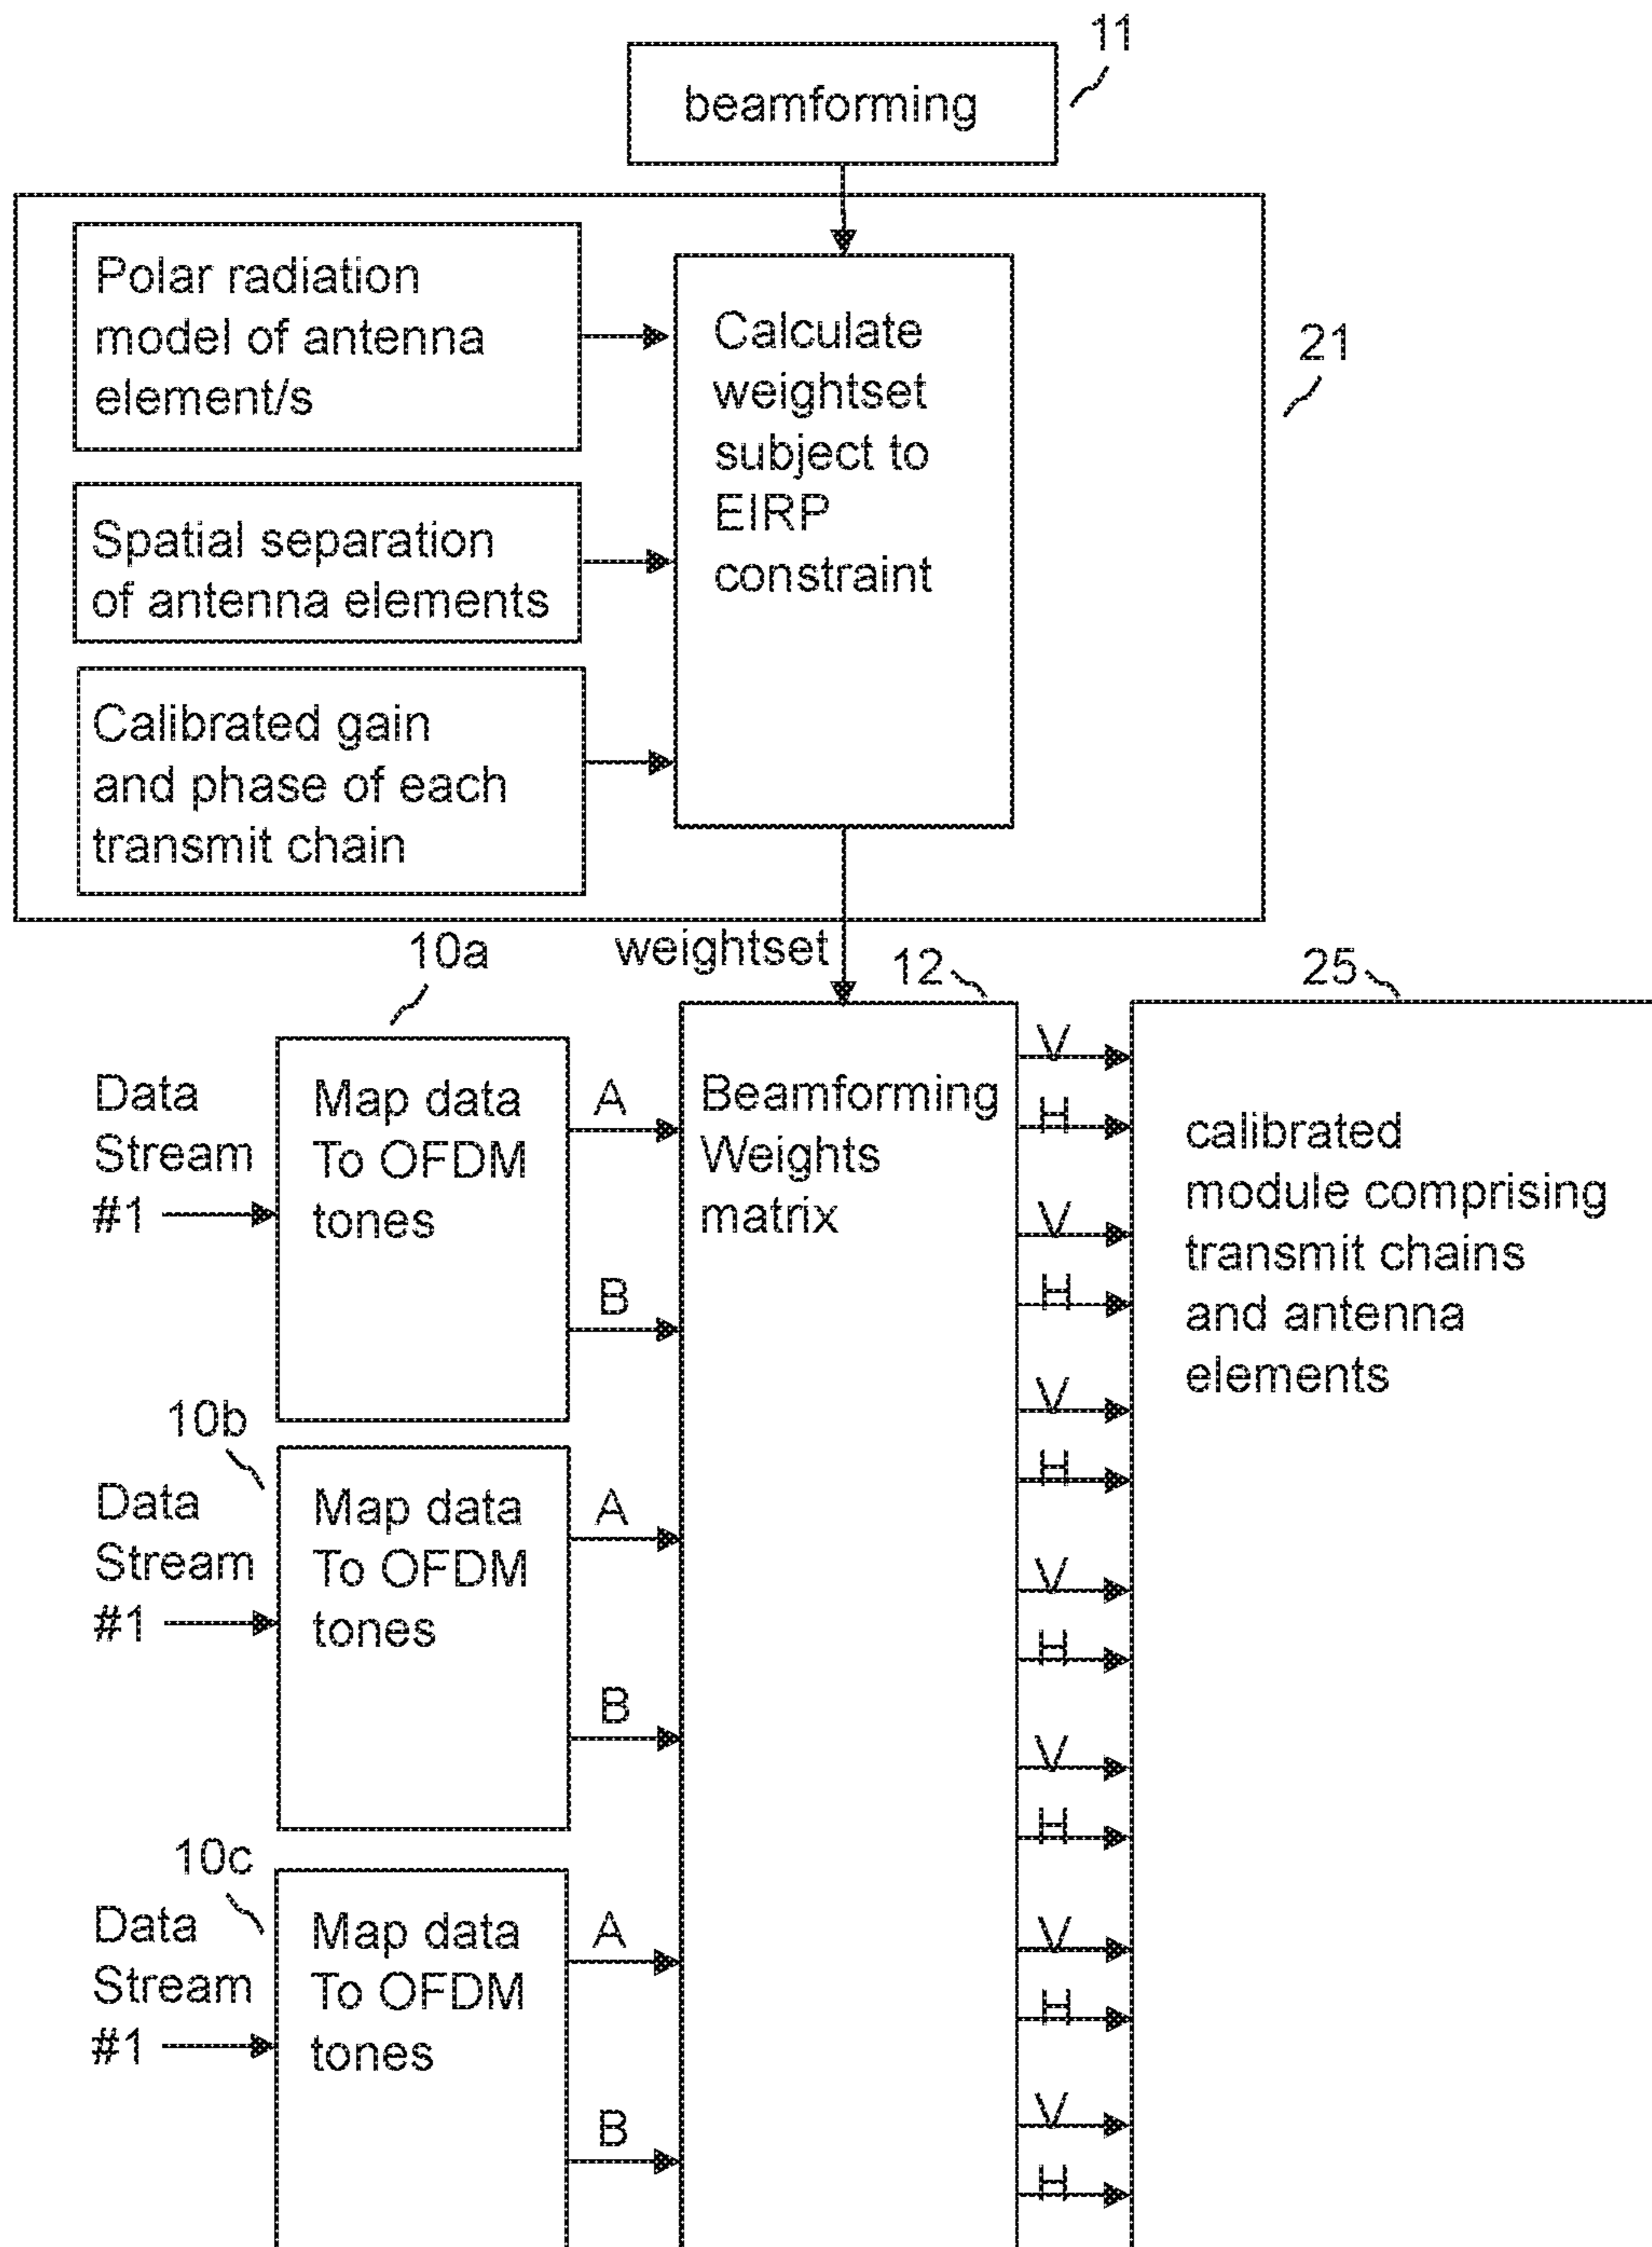 11
beamforming
Polar radiation
model of antenna
element/s
Calculate
weightset
subject to
EIRP
constraint
21
Spatial separation
of antenna elements
Calibrated gain
and phase of each
transmit chain
10a
weightset
12
25
Data
Stream
#1
Map data
To OFDM
tones
A
B
Beamforming
Weights
matrix
V
H
V
H
V
H
V
H
V
H
V
H
V
H
calibrated
module comprising
transmit chains
and antenna
elements
10b
Data
Stream
#1
Map data
To OFDM
tones
A
B
10c
Data
Stream
#1
Map data
To OFDM
tones
A
B